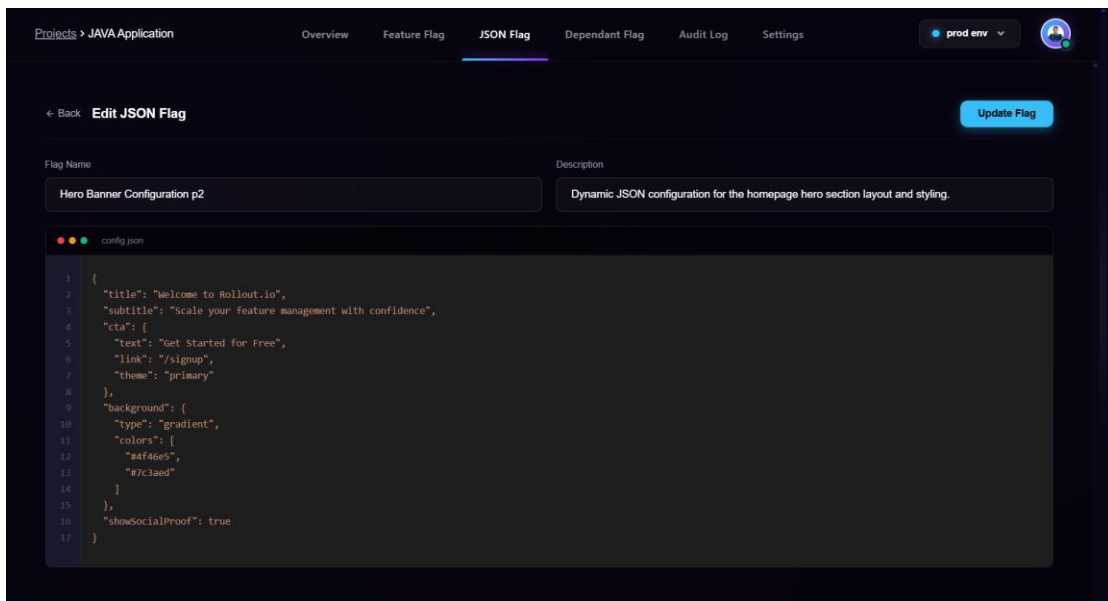 Projects > JAVA Application Overview Feature Flag JSON Flag Dependant Flag Audit Log Settings prod env
← Back Edit JSON Flag Update Flag
Flag Name Description
Hero Banner Configuration p2 Dynamic JSON configuration for the homepage hero section layout and styling.
config.json
1 {
2 "title": "Welcome to Rollout.io",
3 "subtitle": "Scale your feature management with confidence",
4 "cta": {
5 "text": "Get Started for Free",
6 "link": "/signup",
7 "theme": "primary"
8 },
9 "background": {
10 "type": "gradient",
11 "colors": [
12 "#4f46e5",
13 "#7c3aed"
14 ]
15 },
16 "showSocialProof": true
17 }